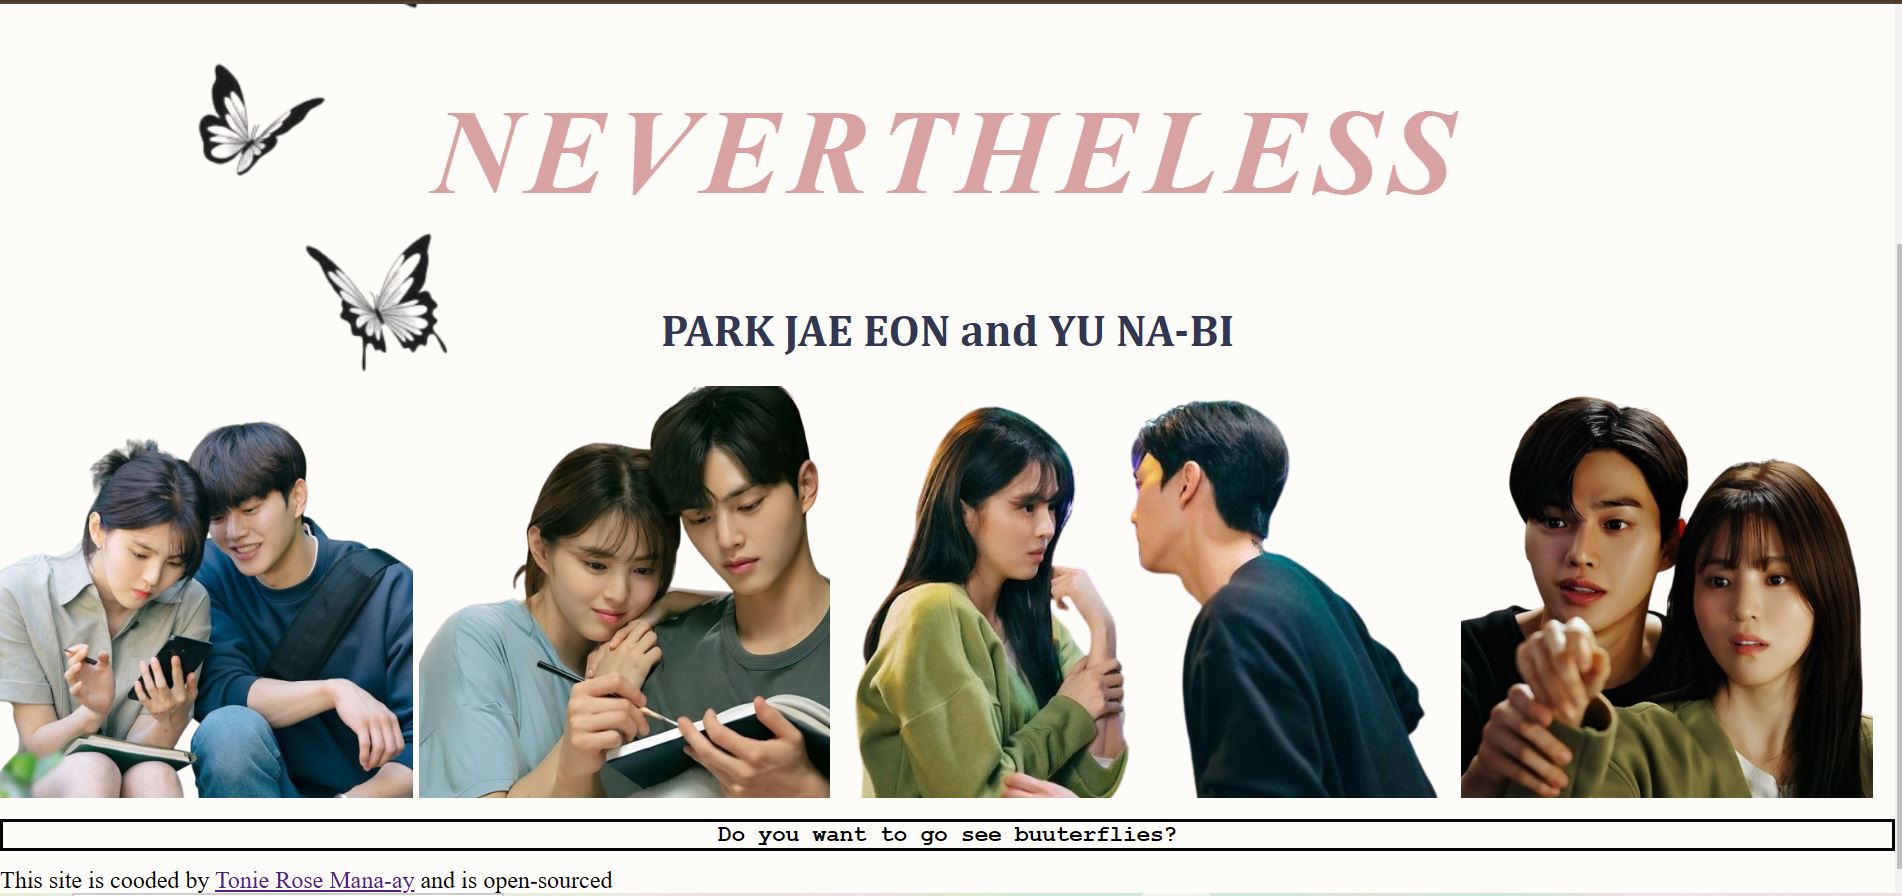 NEVERTHELESS
PARK JAE EON and YU NA-BI
Do you want to go see buuterflies?
This site is cooded by Tonie Rose Mana-ay and is open-sourced